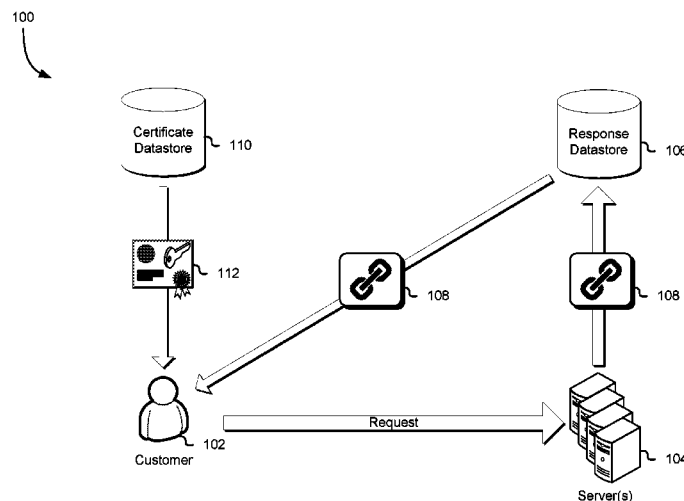 100
Certificate
Datastore
110
Response
Datastore
106
112
108
108
Request
102
Customer
104
Server(s)